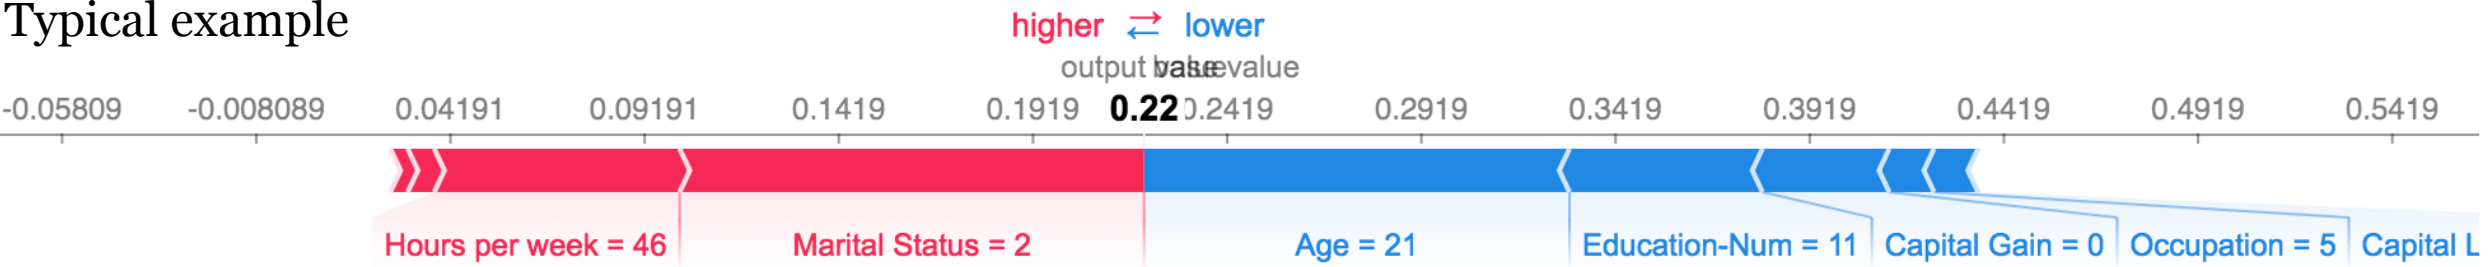 Typical example
higher ⇄ lower
output value base value
-0.05809 -0.008089 0.04191 0.09191 0.1419 0.1919 0.22 0.2419 0.2919 0.3419 0.3919 0.4419 0.4919 0.5419
Hours per week = 46 Marital Status = 2 Age = 21 Education-Num = 11 Capital Gain = 0 Occupation = 5 Capital L